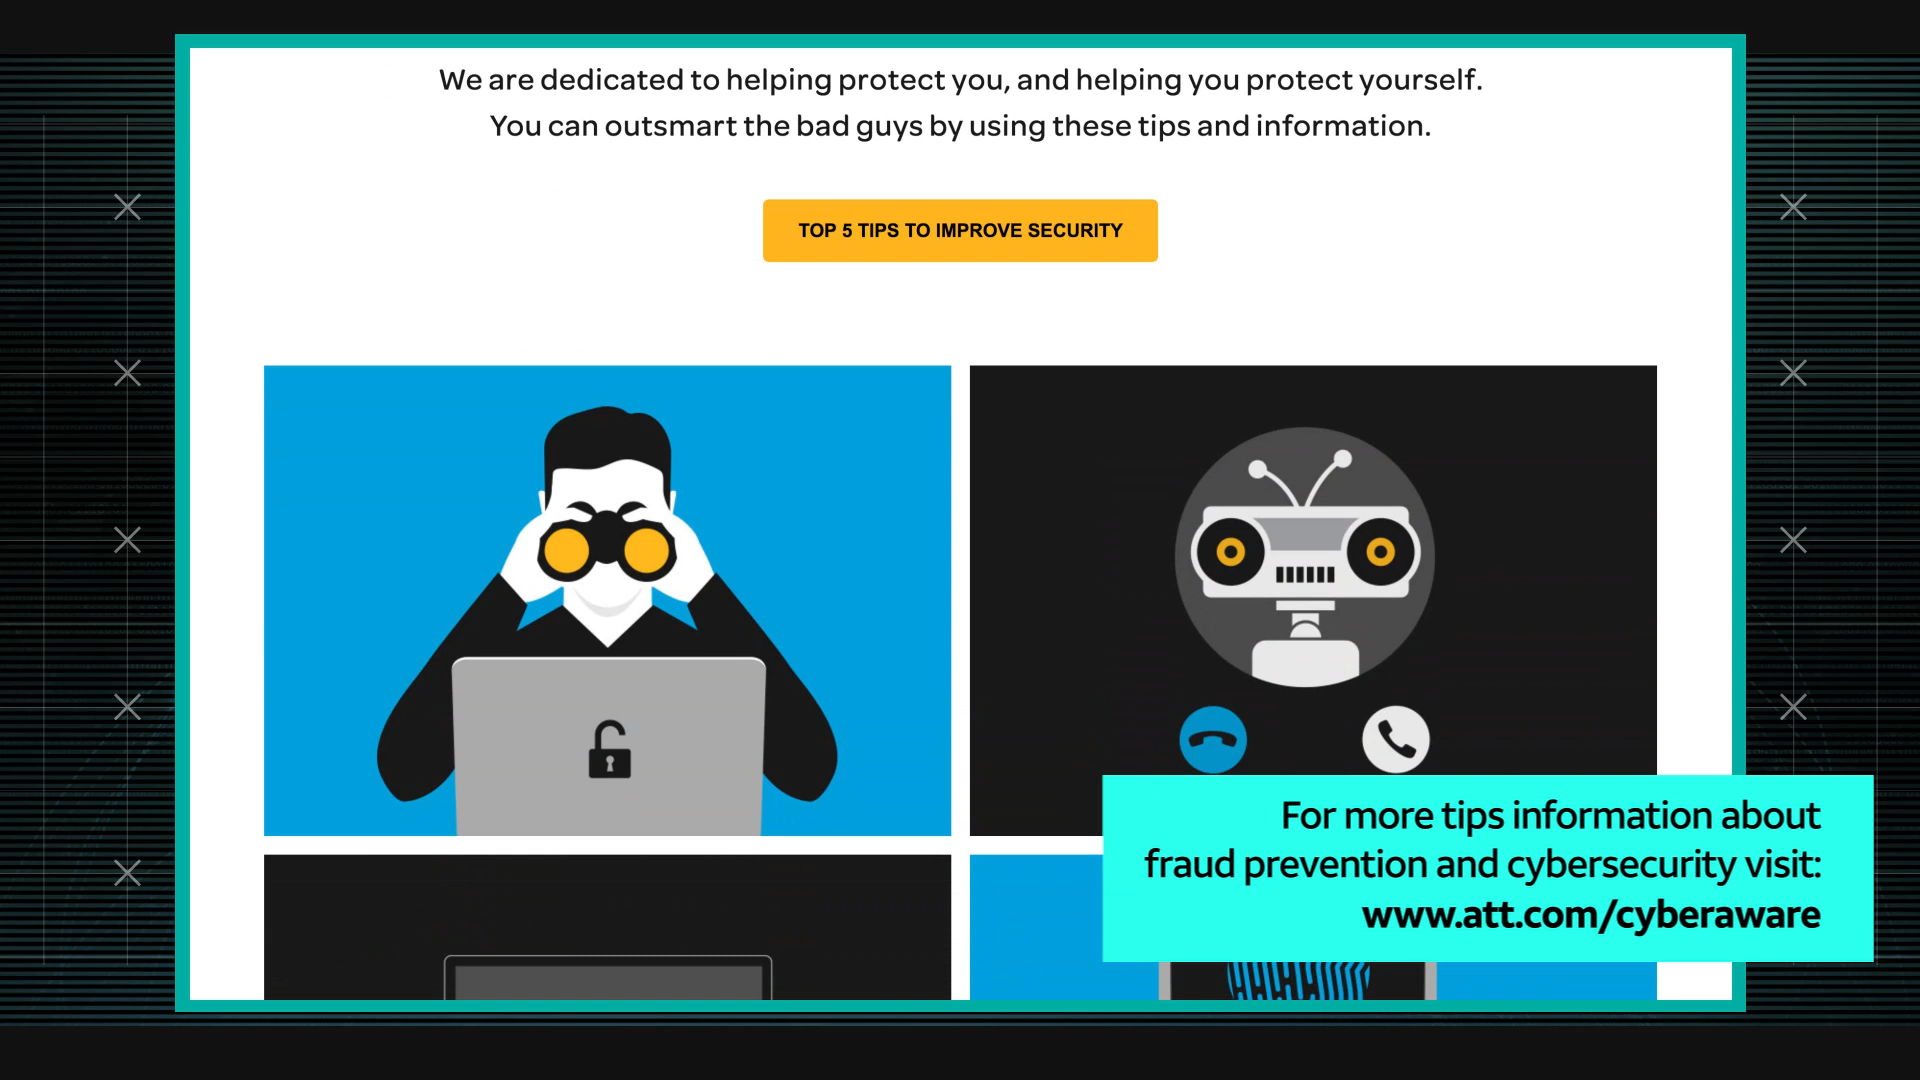 We are dedicated to helping protect you, and helping you protect yourself.
You can outsmart the bad guys by using these tips and information.
TOP 5 TIPS TO IMPROVE SECURITY
For more tips information about
fraud prevention and cybersecurity visit:
www.att.com/cyberaware